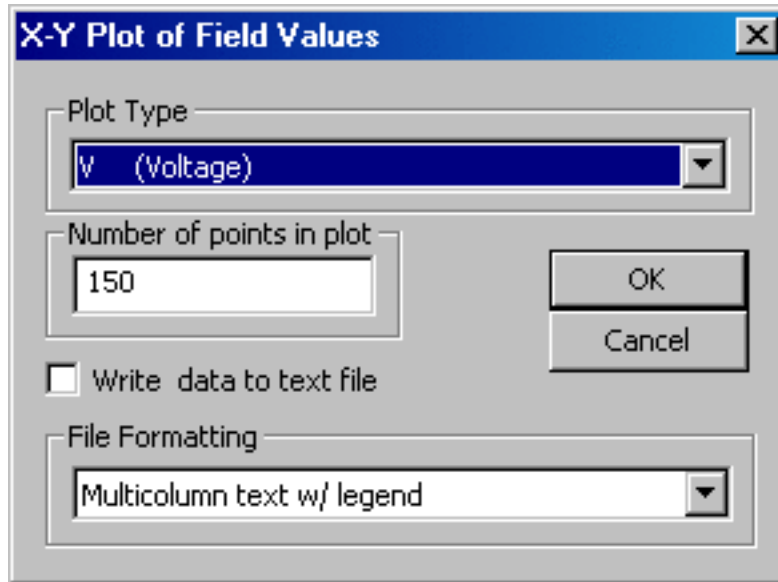 X-Y Plot of Field Values
Plot Type
V (Voltage)
Number of points in plot
150
OK
Cancel
Write data to text file
File Formatting
Multicolumn text w/ legend